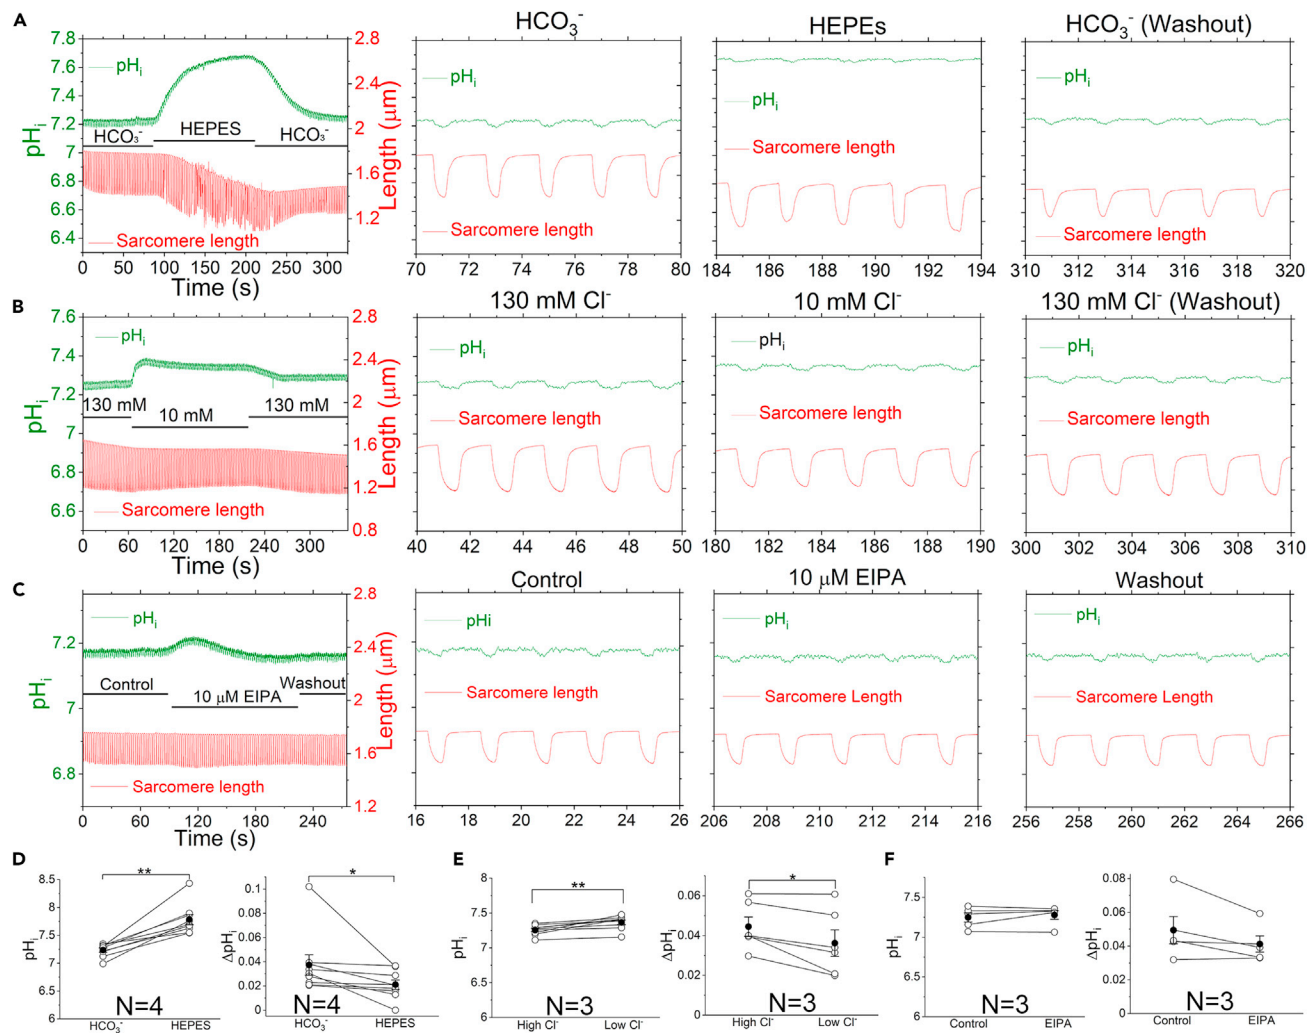 A
HCO₃⁻
HEPEs
HCO₃⁻ (Washout)
7.8
7.6
7.4
7.2
7
6.8
6.6
6.4
pHᵢ
pHᵢ
HCO₃⁻ HEPES HCO₃⁻
Sarcomere length
0 50 100 150 200 250 300
Time (s)
2.8
2.4
2
1.6
1.2
Length (μm)
pHᵢ
Sarcomere length
70 72 74 76 78 80
pHᵢ
Sarcomere length
184 186 188 190 192 194
pHᵢ
Sarcomere length
310 312 314 316 318 320
B
130 mM Cl⁻
10 mM Cl⁻
130 mM Cl⁻ (Washout)
7.6
7.4
7.2
7
6.8
6.6
pHᵢ
pHᵢ
130 mM 10 mM 130 mM
Sarcomere length
0 60 120 180 240 300
Time (s)
2.8
2.4
2
1.6
1.2
0.8
Length (μm)
pHᵢ
Sarcomere length
40 42 44 46 48 50
pHᵢ
Sarcomere length
180 182 184 186 188 190
pHᵢ
Sarcomere length
300 302 304 306 308 310
C
Control
10 μM EIPA
Washout
7.2
7
6.8
pHᵢ
pHᵢ
Control 10 μM EIPA Washout
Sarcomere length
0 60 120 180 240
Time (s)
2.8
2.4
2
1.6
1.2
Length (μm)
pHi
Sarcomere length
16 18 20 22 24 26
pHᵢ
Sarcomere Length
206 208 210 212 214 216
pHᵢ
Sarcomere Length
256 258 260 262 264 266
D
8.5
8
7.5
7
6.5
6
pHᵢ
**
N=4
HCO₃⁻ HEPES
0.1
0.08
0.06
0.04
0.02
0
ΔpHᵢ
*
N=4
HCO₃⁻ HEPES
E
8
7.5
7
6.5
6
pHᵢ
**
N=3
High Cl⁻ Low Cl⁻
0.06
0.04
0.02
0
ΔpHᵢ
*
N=3
High Cl⁻ Low Cl⁻
F
7.5
7
6.5
6
pHᵢ
N=3
Control EIPA
0.08
0.06
0.04
0.02
0
ΔpHᵢ
N=3
Control EIPA